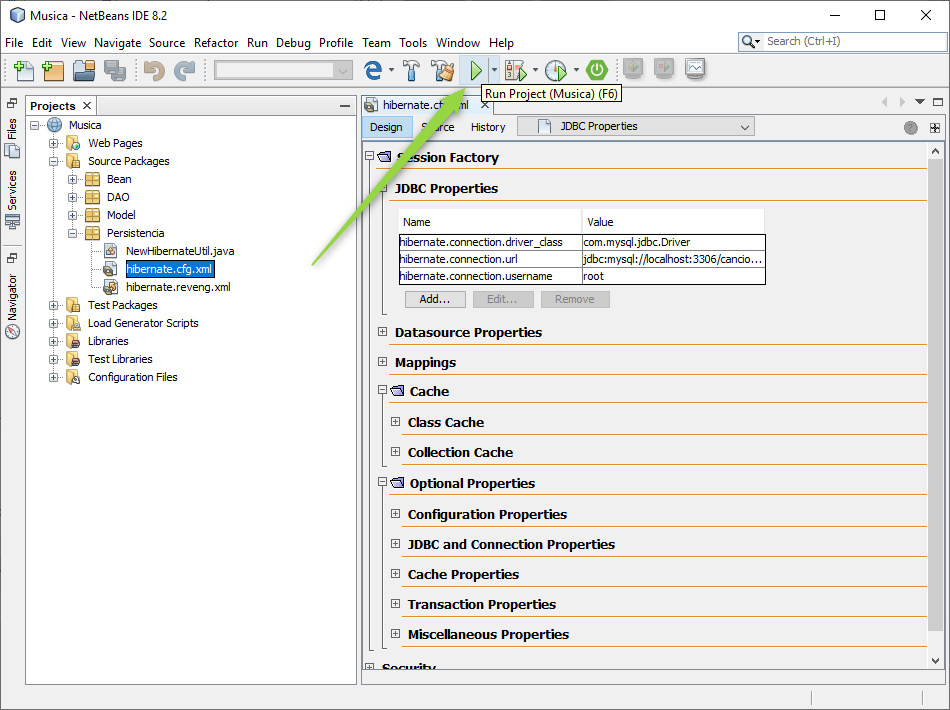 Musica - NetBeans IDE 8.2
File Edit View Navigate Source Refactor Run Debug Profile Team Tools Window Help
Search (Ctrl+I)
Run Project (Musica) (F6)
Files
Services
Navigator
Projects
Musica
Web Pages
Source Packages
Bean
DAO
Model
Persistencia
NewHibernateUtil.java
hibernate.cfg.xml
hibernate.reveng.xml
Test Packages
Load Generator Scripts
Libraries
Test Libraries
Configuration Files
Design History JDBC Properties
Session Factory
JDBC Properties
Name Value
hibernate.connection.driver_class com.mysql.jdbc.Driver
hibernate.connection.url jdbc:mysql://localhost:3306/cancio...
hibernate.connection.username root
Add... Edit... Remove
Datasource Properties
Mappings
Cache
Class Cache
Collection Cache
Optional Properties
Configuration Properties
JDBC and Connection Properties
Cache Properties
Transaction Properties
Miscellaneous Properties
Security